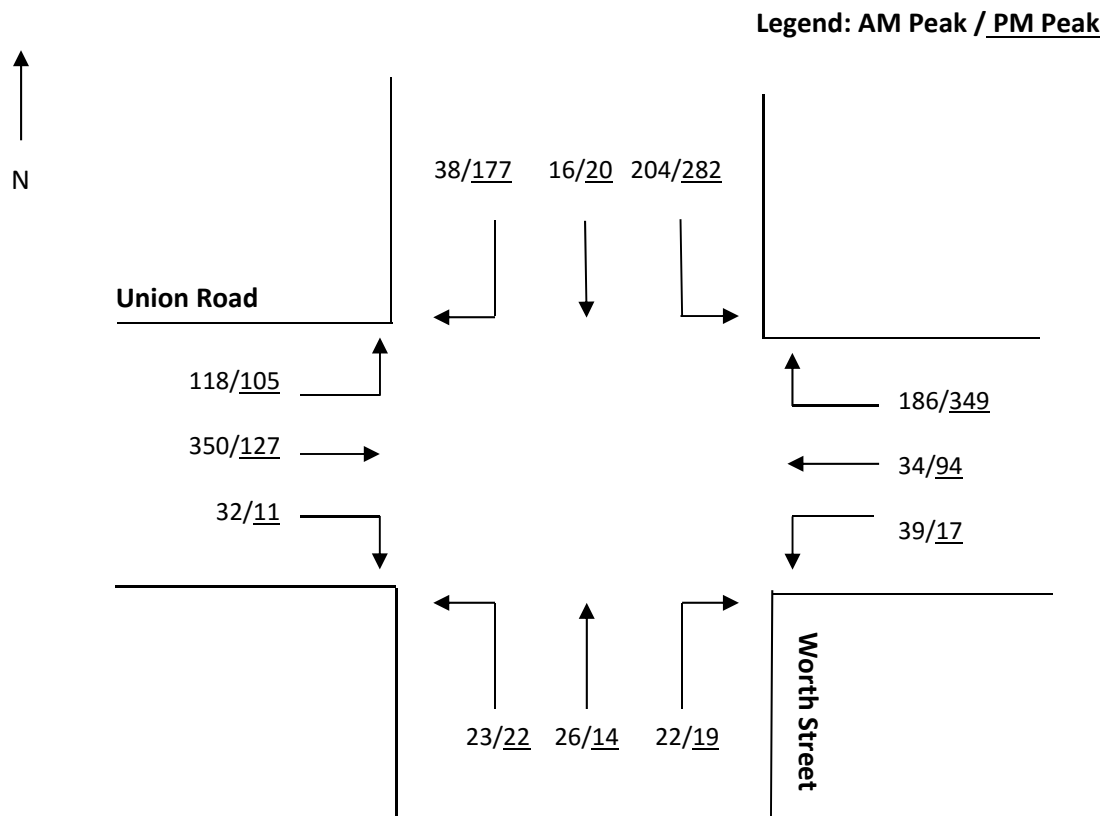 Legend: AM Peak / PM Peak
N
38/177 16/20 204/282
Union Road
118/105
186/349
350/127
34/94
32/11
39/17
Worth Street
23/22 26/14 22/19